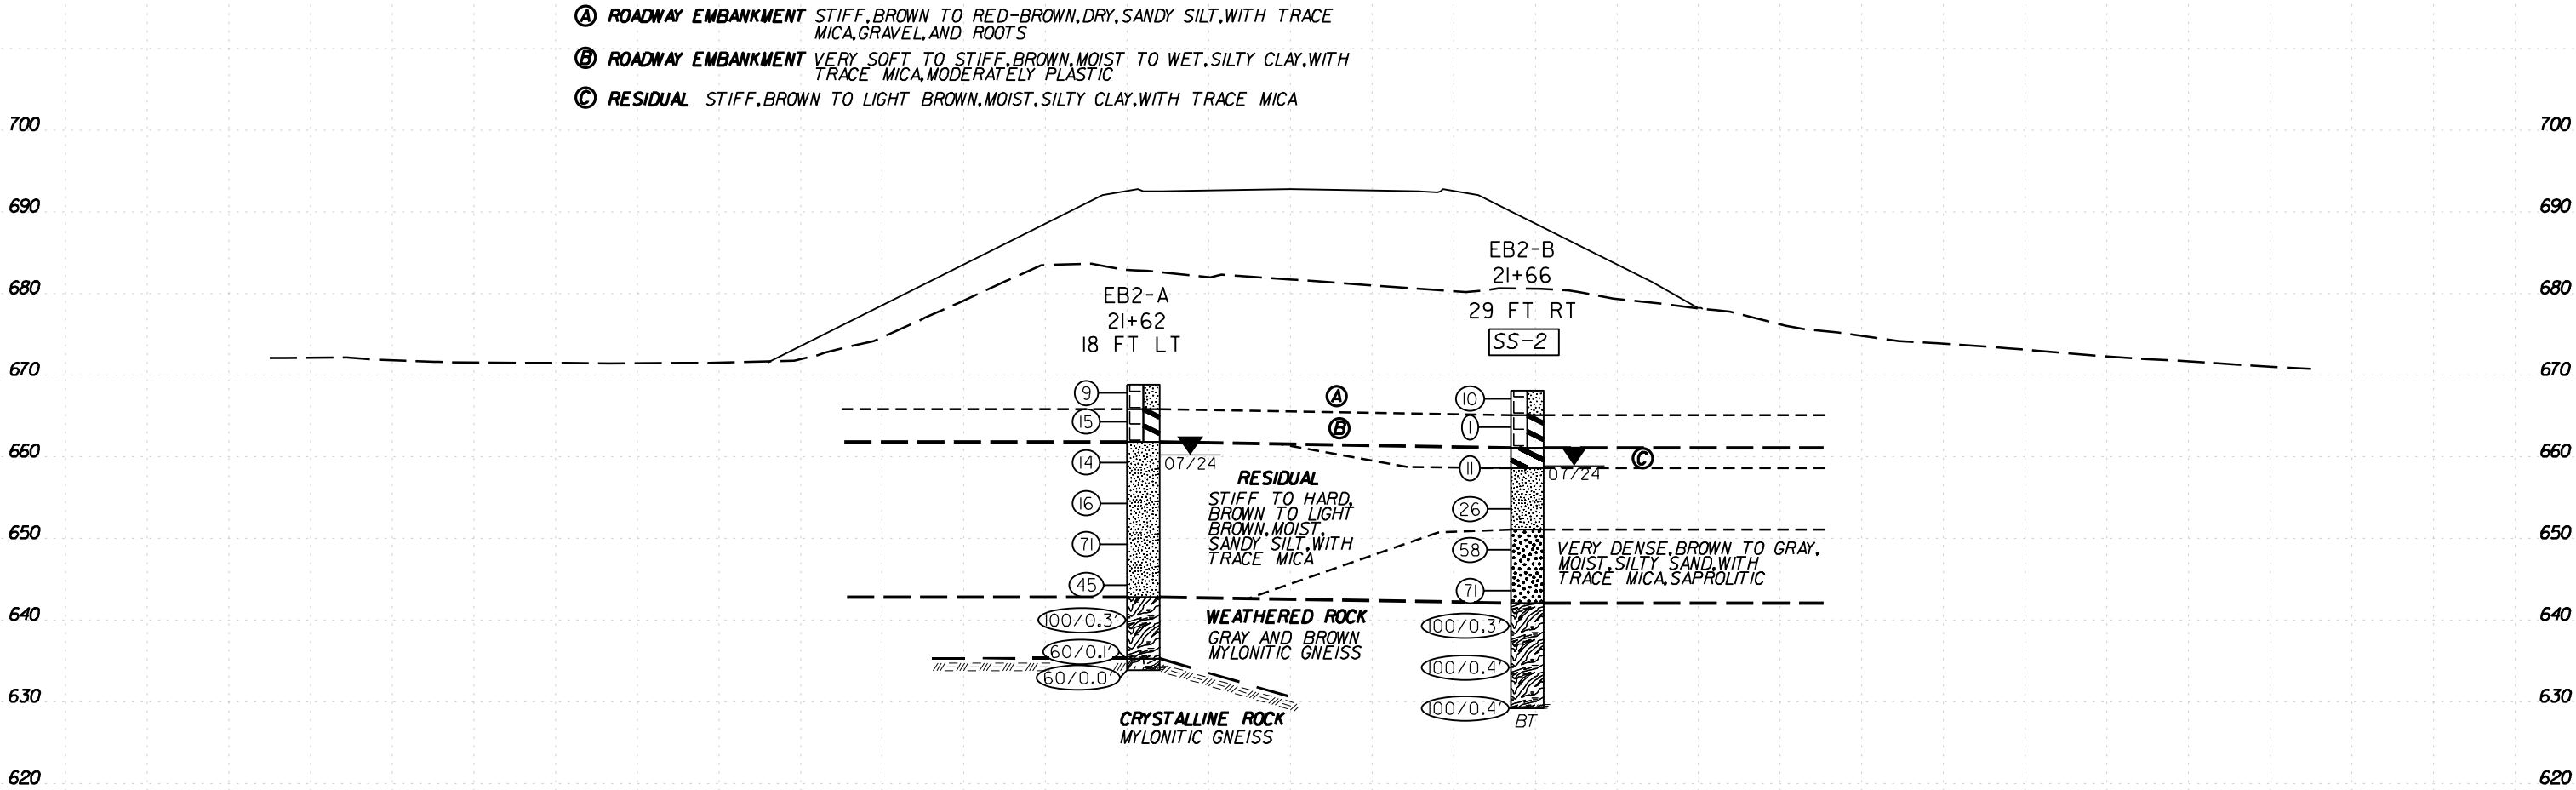 Ⓐ ROADWAY EMBANKMENT STIFF, BROWN TO RED-BROWN, DRY, SANDY SILT, WITH TRACE
MICA, GRAVEL, AND ROOTS
Ⓑ ROADWAY EMBANKMENT VERY SOFT TO STIFF, BROWN, MOIST TO WET, SILTY CLAY, WITH
TRACE MICA, MODERATELY PLASTIC
Ⓒ RESIDUAL STIFF, BROWN TO LIGHT BROWN, MOIST, SILTY CLAY, WITH TRACE MICA
700 700
690 690
EB2-B
21+66
29 FT RT
SS-2
680 680
EB2-A
21+62
18 FT LT
670 670
9 Ⓐ 10
15 Ⓑ 1
660 660
14 07/24 11 07/24 Ⓒ
RESIDUAL
STIFF TO HARD,
BROWN TO LIGHT
BROWN, MOIST,
SANDY SILT, WITH
TRACE MICA
16 26
650 650
71 58
VERY DENSE, BROWN TO GRAY,
MOIST, SILTY SAND, WITH
TRACE MICA, SAPROLITIC
45 71
640 640
100/0.3' 100/0.3'
WEATHERED ROCK
GRAY AND BROWN
MYLONITIC GNEISS
60/0.1' 100/0.4'
60/0.0'
630 630
100/0.4'
BT
CRYSTALLINE ROCK
MYLONITIC GNEISS
620 620